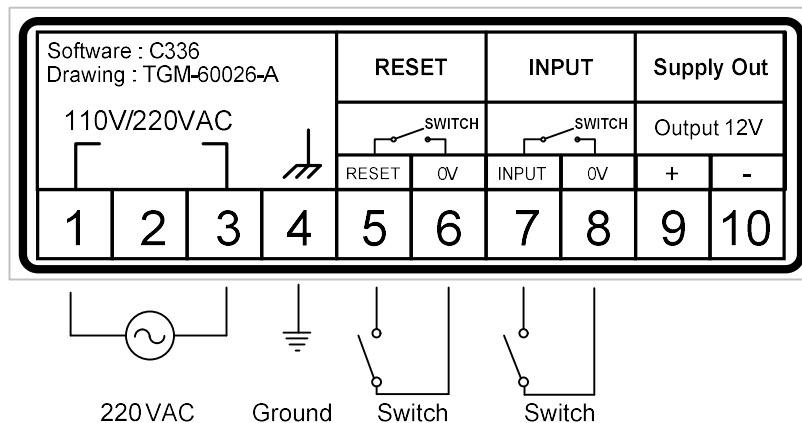 Software : C336
Drawing : TGM-60026-A
110V/220VAC
RESET
INPUT
Supply Out
SWITCH
SWITCH
Output 12V
RESET 0V INPUT 0V + -
1 2 3 4 5 6 7 8 9 10
220VAC Ground Switch Switch